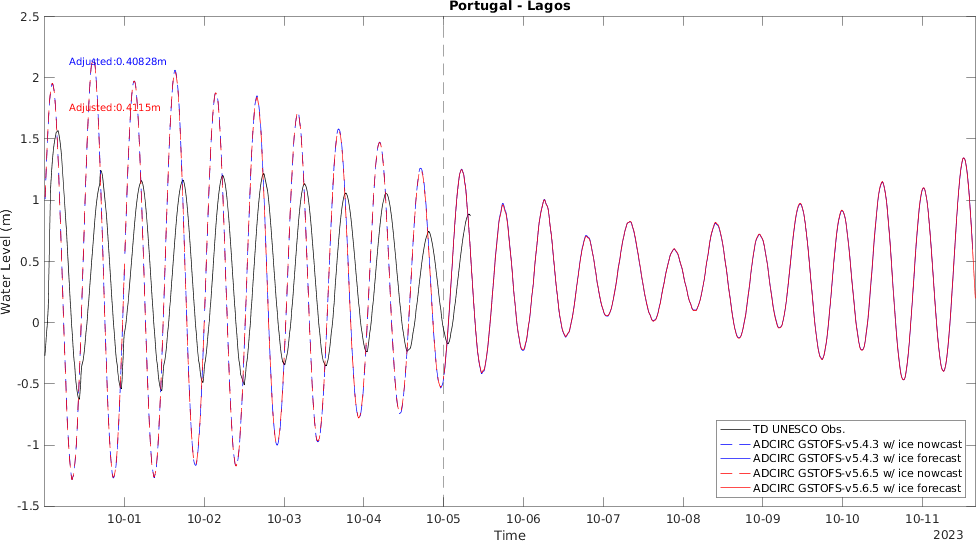 Portugal - Lagos
2.5
2
1.5
1
0.5
0
-0.5
-1
-1.5
Water Level (m)
Adjusted:0.40828m
Adjusted:0.4115m
TD UNESCO Obs.
ADCIRC GSTOFS-v5.4.3 w/ ice nowcast
ADCIRC GSTOFS-v5.4.3 w/ ice forecast
ADCIRC GSTOFS-v5.6.5 w/ ice nowcast
ADCIRC GSTOFS-v5.6.5 w/ ice forecast
10-01 10-02 10-03 10-04 10-05 10-06 10-07 10-08 10-09 10-10 10-11
Time
2023